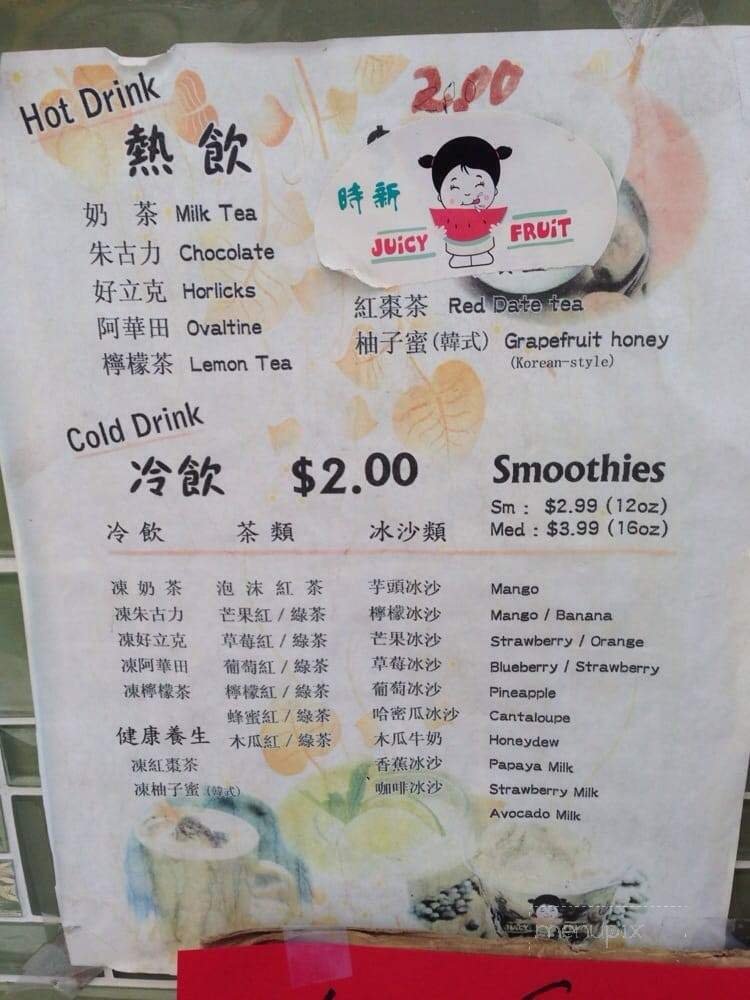 Hot Drink
熱飲
2.00
時新
JUICY FRUIT
奶 茶 Milk Tea
朱古力 Chocolate
好立克 Horlicks
阿華田 Ovaltine
檸檬茶 Lemon Tea
紅棗茶 Red Date tea
柚子蜜(韓式) Grapefruit honey
(Korean-style)
Cold Drink
冷飲 $2.00
Smoothies
Sm : $2.99 (12oz)
Med : $3.99 (16oz)
冷飲 茶類 冰沙類
凍奶茶 泡沫紅茶 芋頭冰沙 Mango
凍朱古力 芒果紅/綠茶 檸檬冰沙 Mango / Banana
凍好立克 草莓紅/綠茶 芒果冰沙 Strawberry / Orange
凍阿華田 葡萄紅/綠茶 草莓冰沙 Blueberry / Strawberry
凍檸檬茶 檸檬紅/綠茶 葡萄冰沙 Pineapple
蜂蜜紅/綠茶 哈密瓜冰沙 Cantaloupe
健康養生 木瓜紅/綠茶 木瓜牛奶 Honeydew
凍紅棗茶 香蕉冰沙 Papaya Milk
凍柚子蜜(韓式) 咖啡冰沙 Strawberry Milk
Avocado Milk
JUICY
menupix